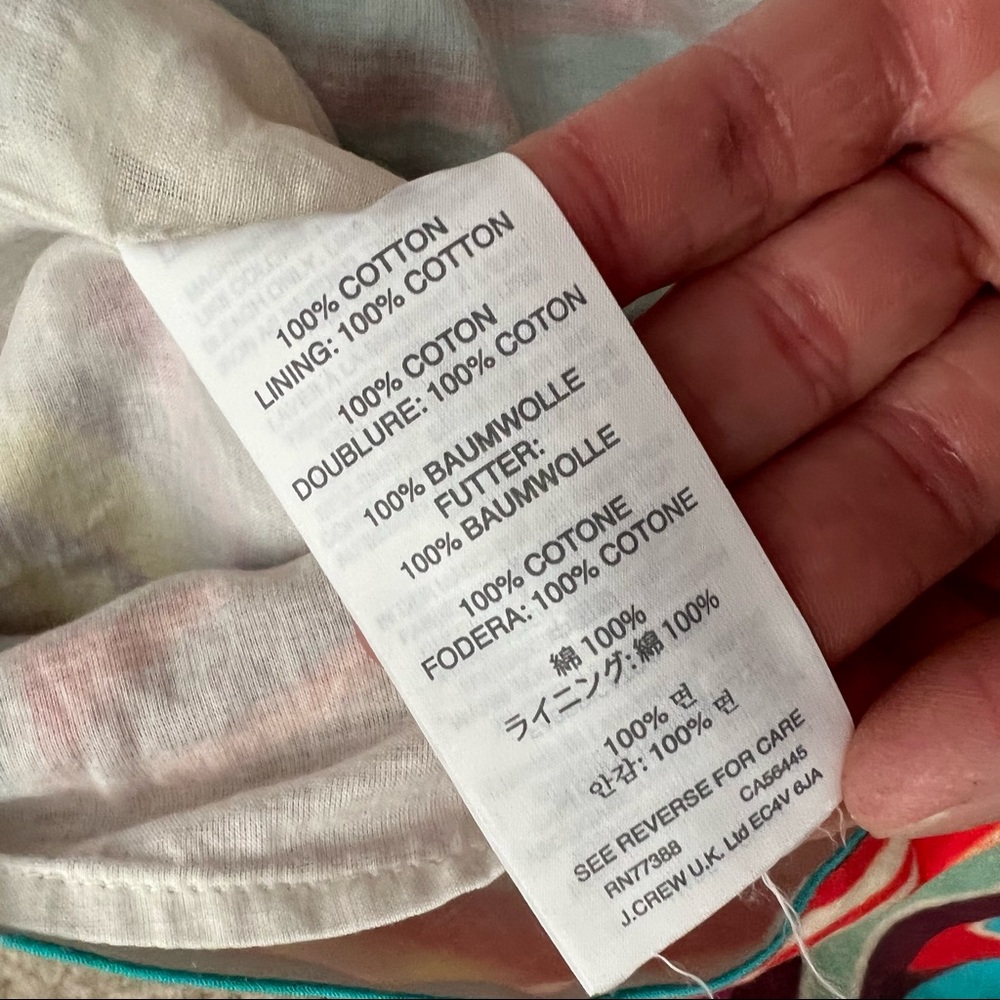 100% COTTON
LINING: 100% COTTON
100% COTON
DOUBLURE: 100% COTON
100% BAUMWOLLE
FUTTER:
100% BAUMWOLLE
100% COTONE
FODERA: 100% COTONE
綿 100%
ライニング: 綿 100%
100% 면
안감: 100% 면
SEE REVERSE FOR CARE
RN77388 CA56445
J.CREW U.K. Ltd EC4V 6JA